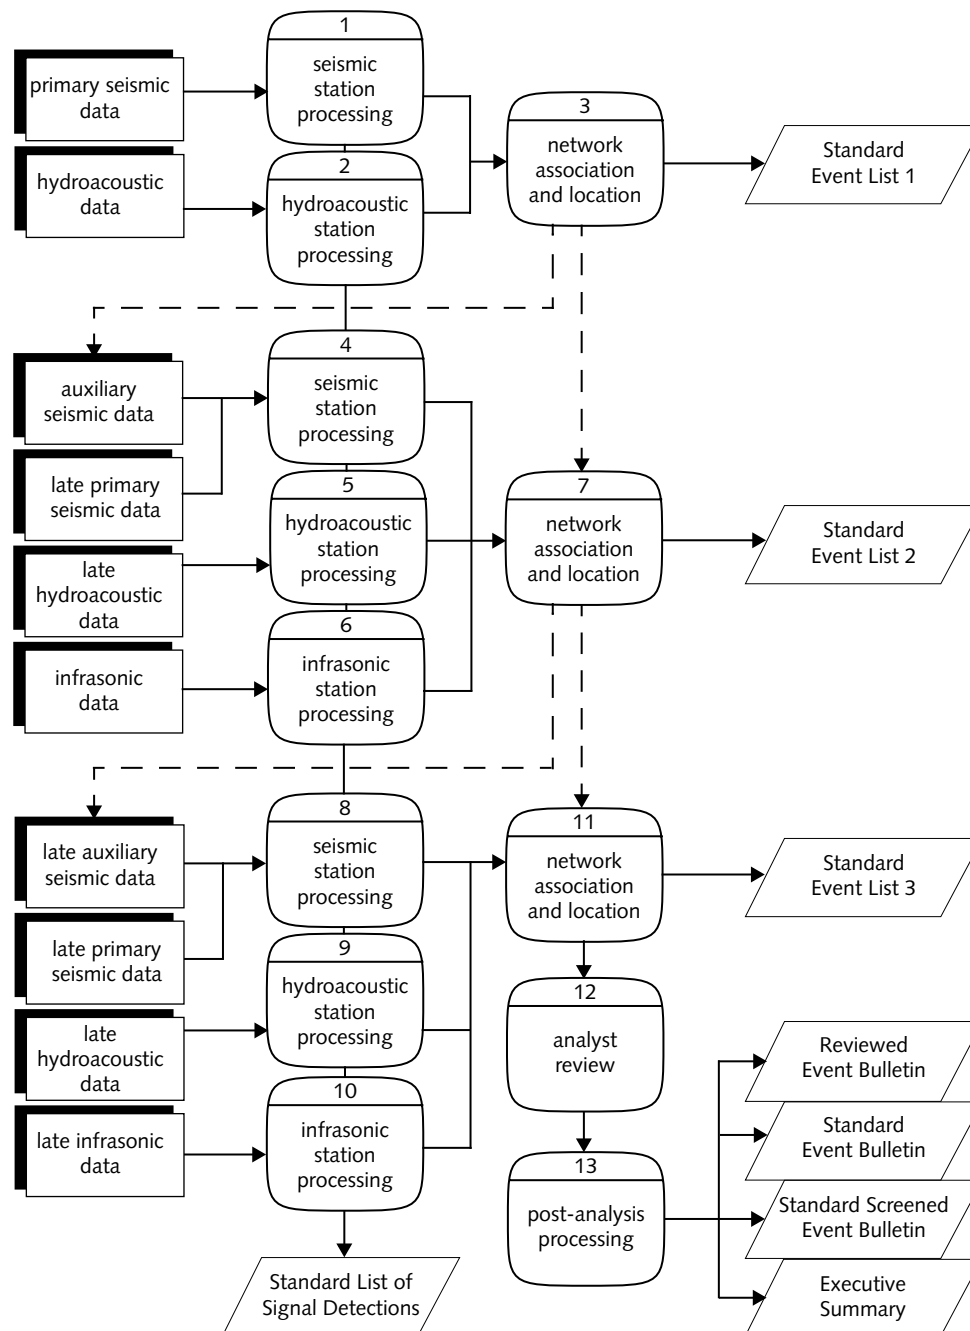 1
seismic
station
processing
primary seismic
data
2
hydroacoustic
station
processing
hydroacoustic
data
3
network
association
and location
Standard
Event List 1
4
seismic
station
processing
auxiliary
seismic data
late primary
seismic data
5
hydroacoustic
station
processing
late
hydroacoustic
data
6
infrasonic
station
processing
infrasonic
data
7
network
association
and location
Standard
Event List 2
8
seismic
station
processing
late auxiliary
seismic data
late primary
seismic data
9
hydroacoustic
station
processing
late
hydroacoustic
data
10
infrasonic
station
processing
late infrasonic
data
Standard List of
Signal Detections
11
network
association
and location
Standard
Event List 3
12
analyst
review
13
post-analysis
processing
Reviewed
Event Bulletin
Standard
Event Bulletin
Standard Screened
Event Bulletin
Executive
Summary